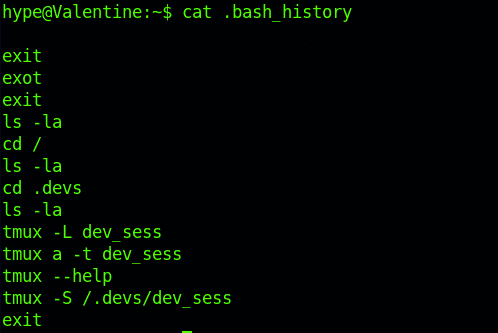 hype@Valentine:~$ cat .bash_history
exit
exot
exit
ls -la
cd /
ls -la
cd .devs
ls -la
tmux -L dev_sess
tmux a -t dev_sess
tmux --help
tmux -S /.devs/dev_sess
exit